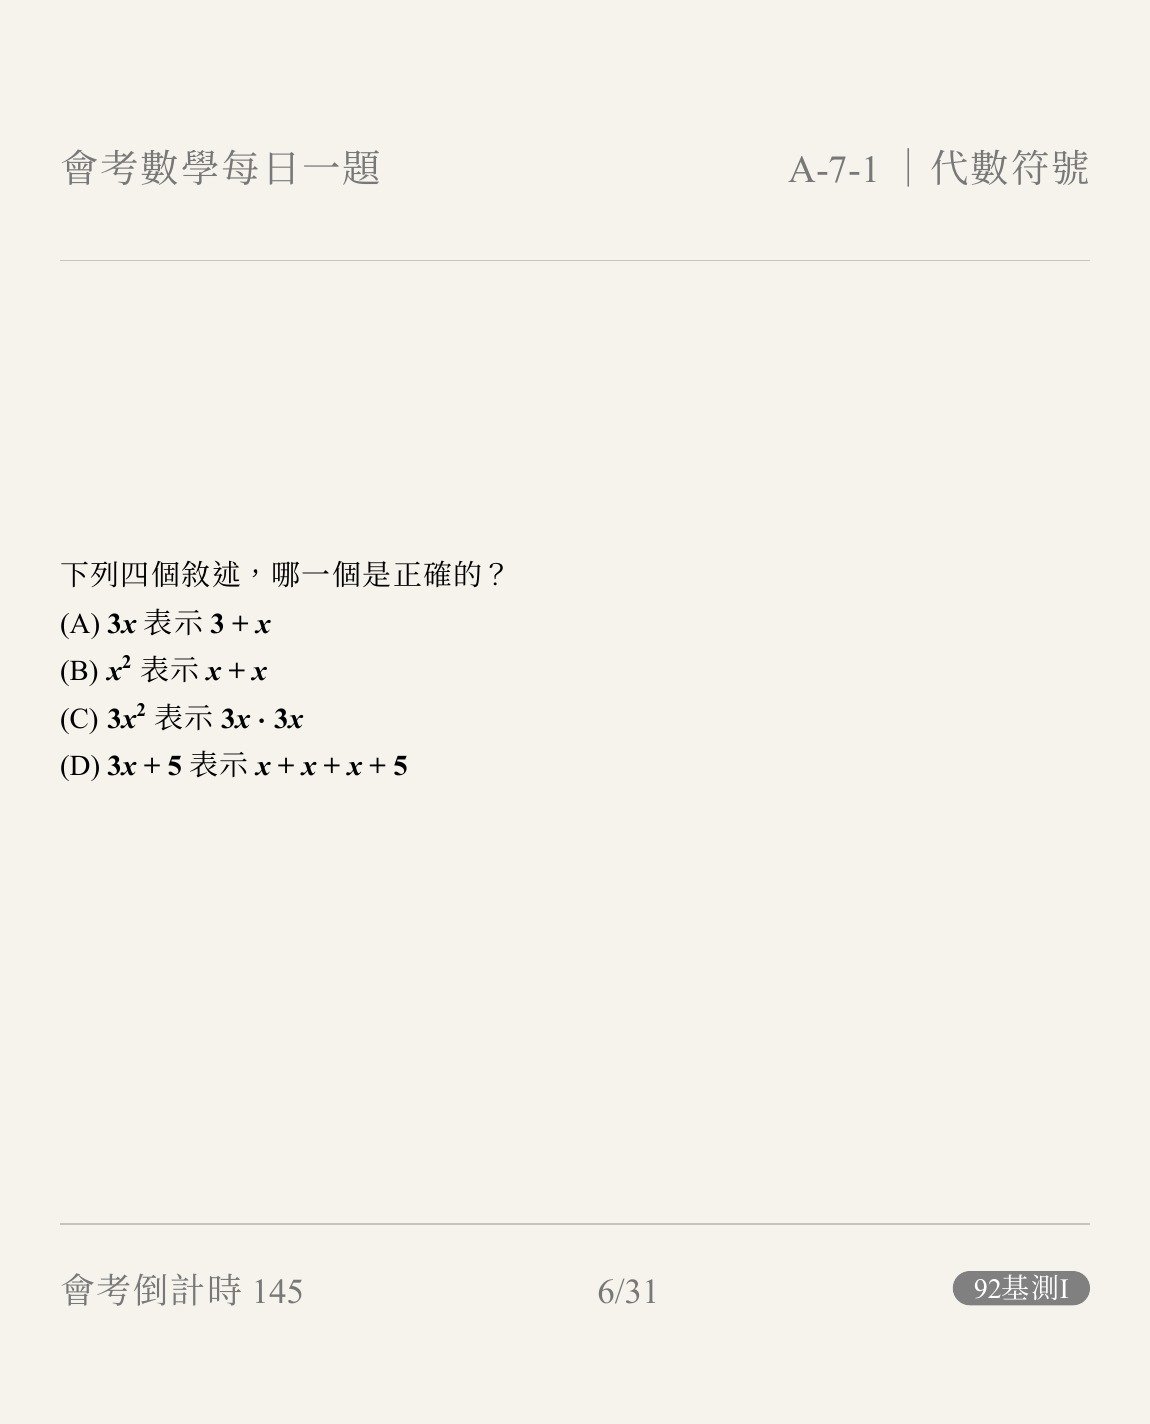 會考數學每日一題
A-7-1｜代數符號
下列四個敘述，哪一個是正確的？
(A) 3x 表示 3 + x
(B) x² 表示 x + x
(C) 3x² 表示 3x · 3x
(D) 3x + 5 表示 x + x + x + 5
會考倒計時 145
6/31
92基測I